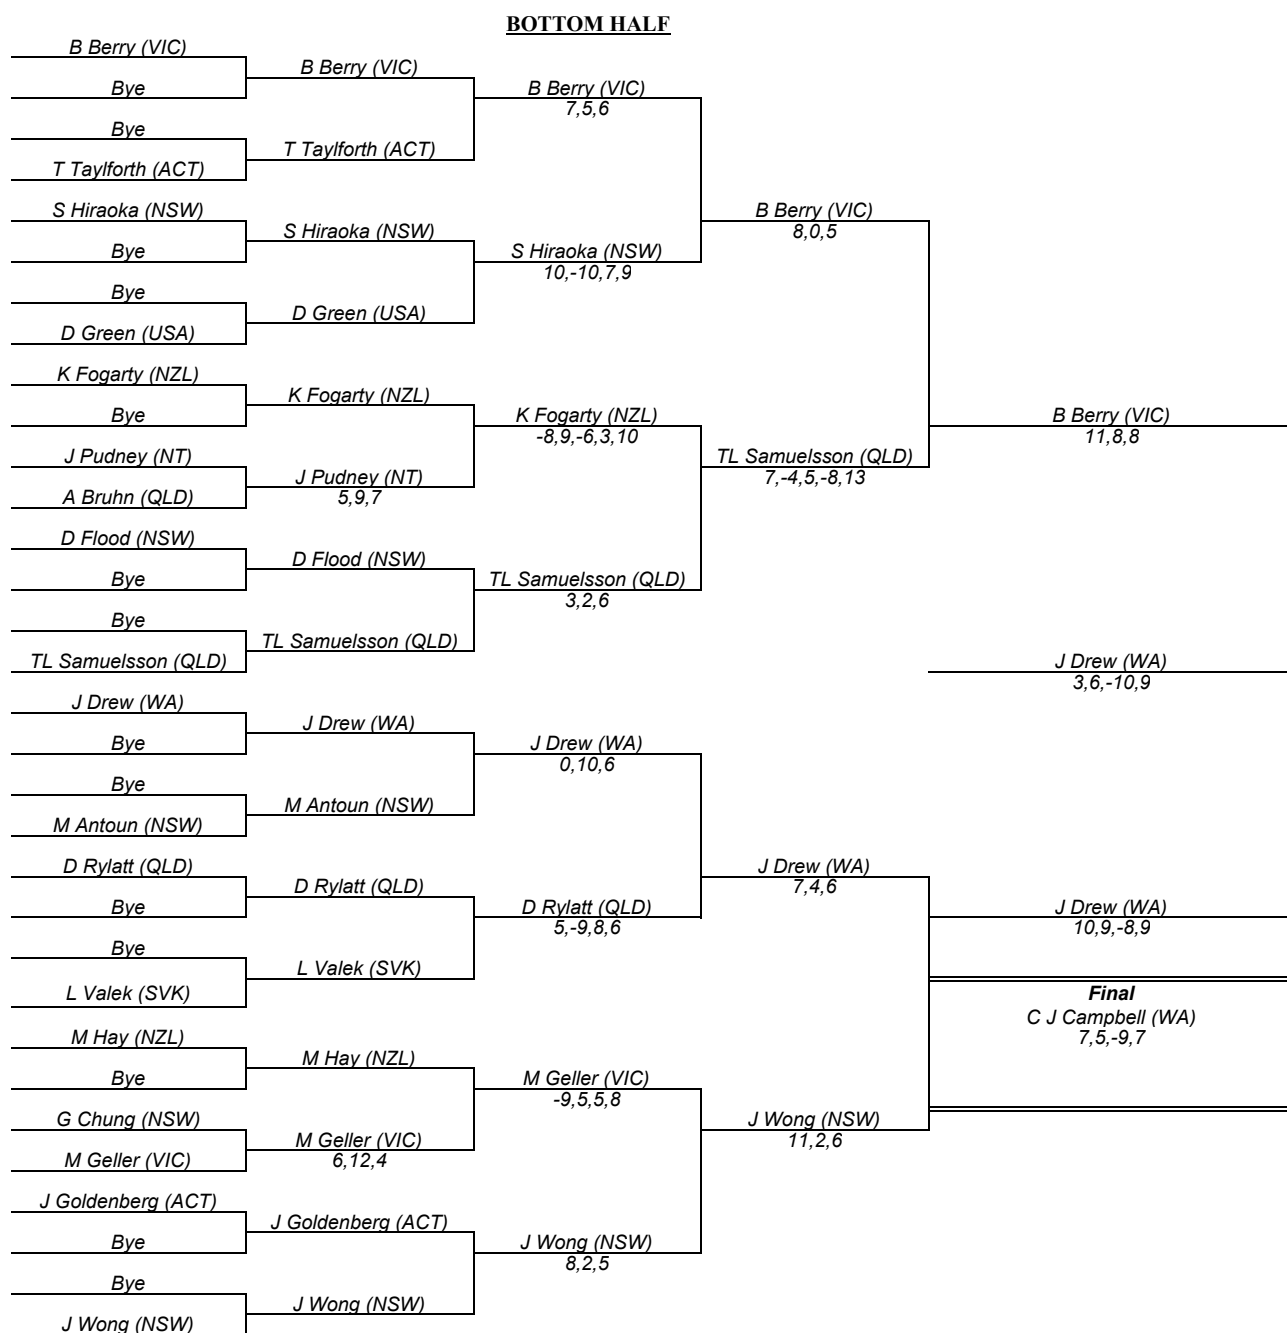 BOTTOM HALF
B Berry (VIC)
Bye
Bye
T Taylforth (ACT)
S Hiraoka (NSW)
Bye
Bye
D Green (USA)
K Fogarty (NZL)
Bye
J Pudney (NT)
A Bruhn (QLD)
D Flood (NSW)
Bye
Bye
TL Samuelsson (QLD)
J Drew (WA)
Bye
Bye
M Antoun (NSW)
D Rylatt (QLD)
Bye
Bye
L Valek (SVK)
M Hay (NZL)
Bye
G Chung (NSW)
M Geller (VIC)
J Goldenberg (ACT)
Bye
Bye
J Wong (NSW)
B Berry (VIC)
T Taylforth (ACT)
S Hiraoka (NSW)
D Green (USA)
K Fogarty (NZL)
J Pudney (NT)
5,9,7
D Flood (NSW)
TL Samuelsson (QLD)
J Drew (WA)
M Antoun (NSW)
D Rylatt (QLD)
L Valek (SVK)
M Hay (NZL)
M Geller (VIC)
6,12,4
J Goldenberg (ACT)
J Wong (NSW)
B Berry (VIC)
7,5,6
S Hiraoka (NSW)
10,-10,7,9
K Fogarty (NZL)
-8,9,-6,3,10
TL Samuelsson (QLD)
3,2,6
J Drew (WA)
0,10,6
D Rylatt (QLD)
5,-9,8,6
M Geller (VIC)
-9,5,5,8
J Wong (NSW)
8,2,5
B Berry (VIC)
8,0,5
TL Samuelsson (QLD)
7,-4,5,-8,13
J Drew (WA)
7,4,6
J Wong (NSW)
11,2,6
B Berry (VIC)
11,8,8
J Drew (WA)
3,6,-10,9
J Drew (WA)
10,9,-8,9
Final
C J Campbell (WA)
7,5,-9,7